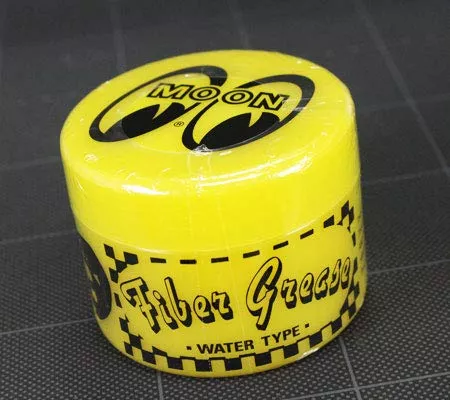 MOON
®
Fiber Grease
· WATER TYPE ·